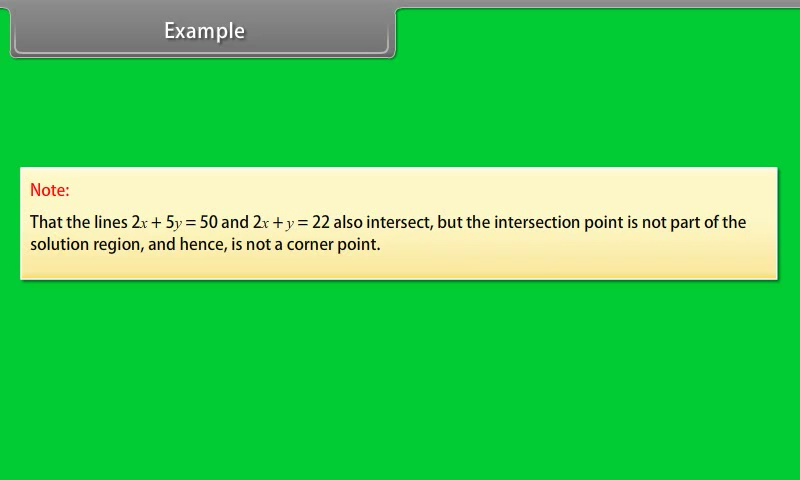 Example
Note:
That the lines 2x + 5y = 50 and 2x + y = 22 also intersect, but the intersection point is not part of the
solution region, and hence, is not a corner point.